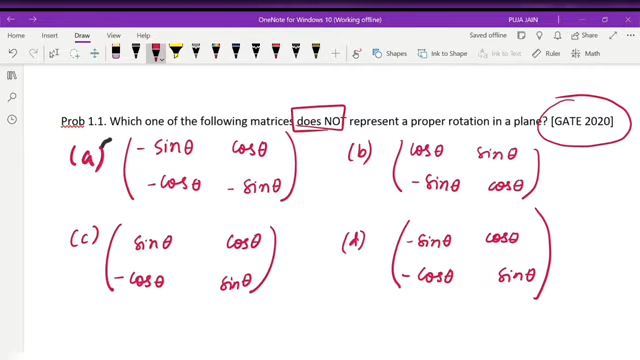 OneNote for Windows 10 (Working offline)
PUJA JAIN
File Home Insert Draw View Help
Saved offline Share
Shapes Ink to Shape Ink to Text
Prob 1.1. Which one of the following matrices does NOT represent a proper rotation in a plane? [GATE 2020]
(a) - sinθ cosθ (b) cosθ sinθ
-cosθ - sinθ - sinθ cosθ
(c) sinθ cosθ (d) - sinθ cosθ
- cosθ sinθ - cosθ sinθ